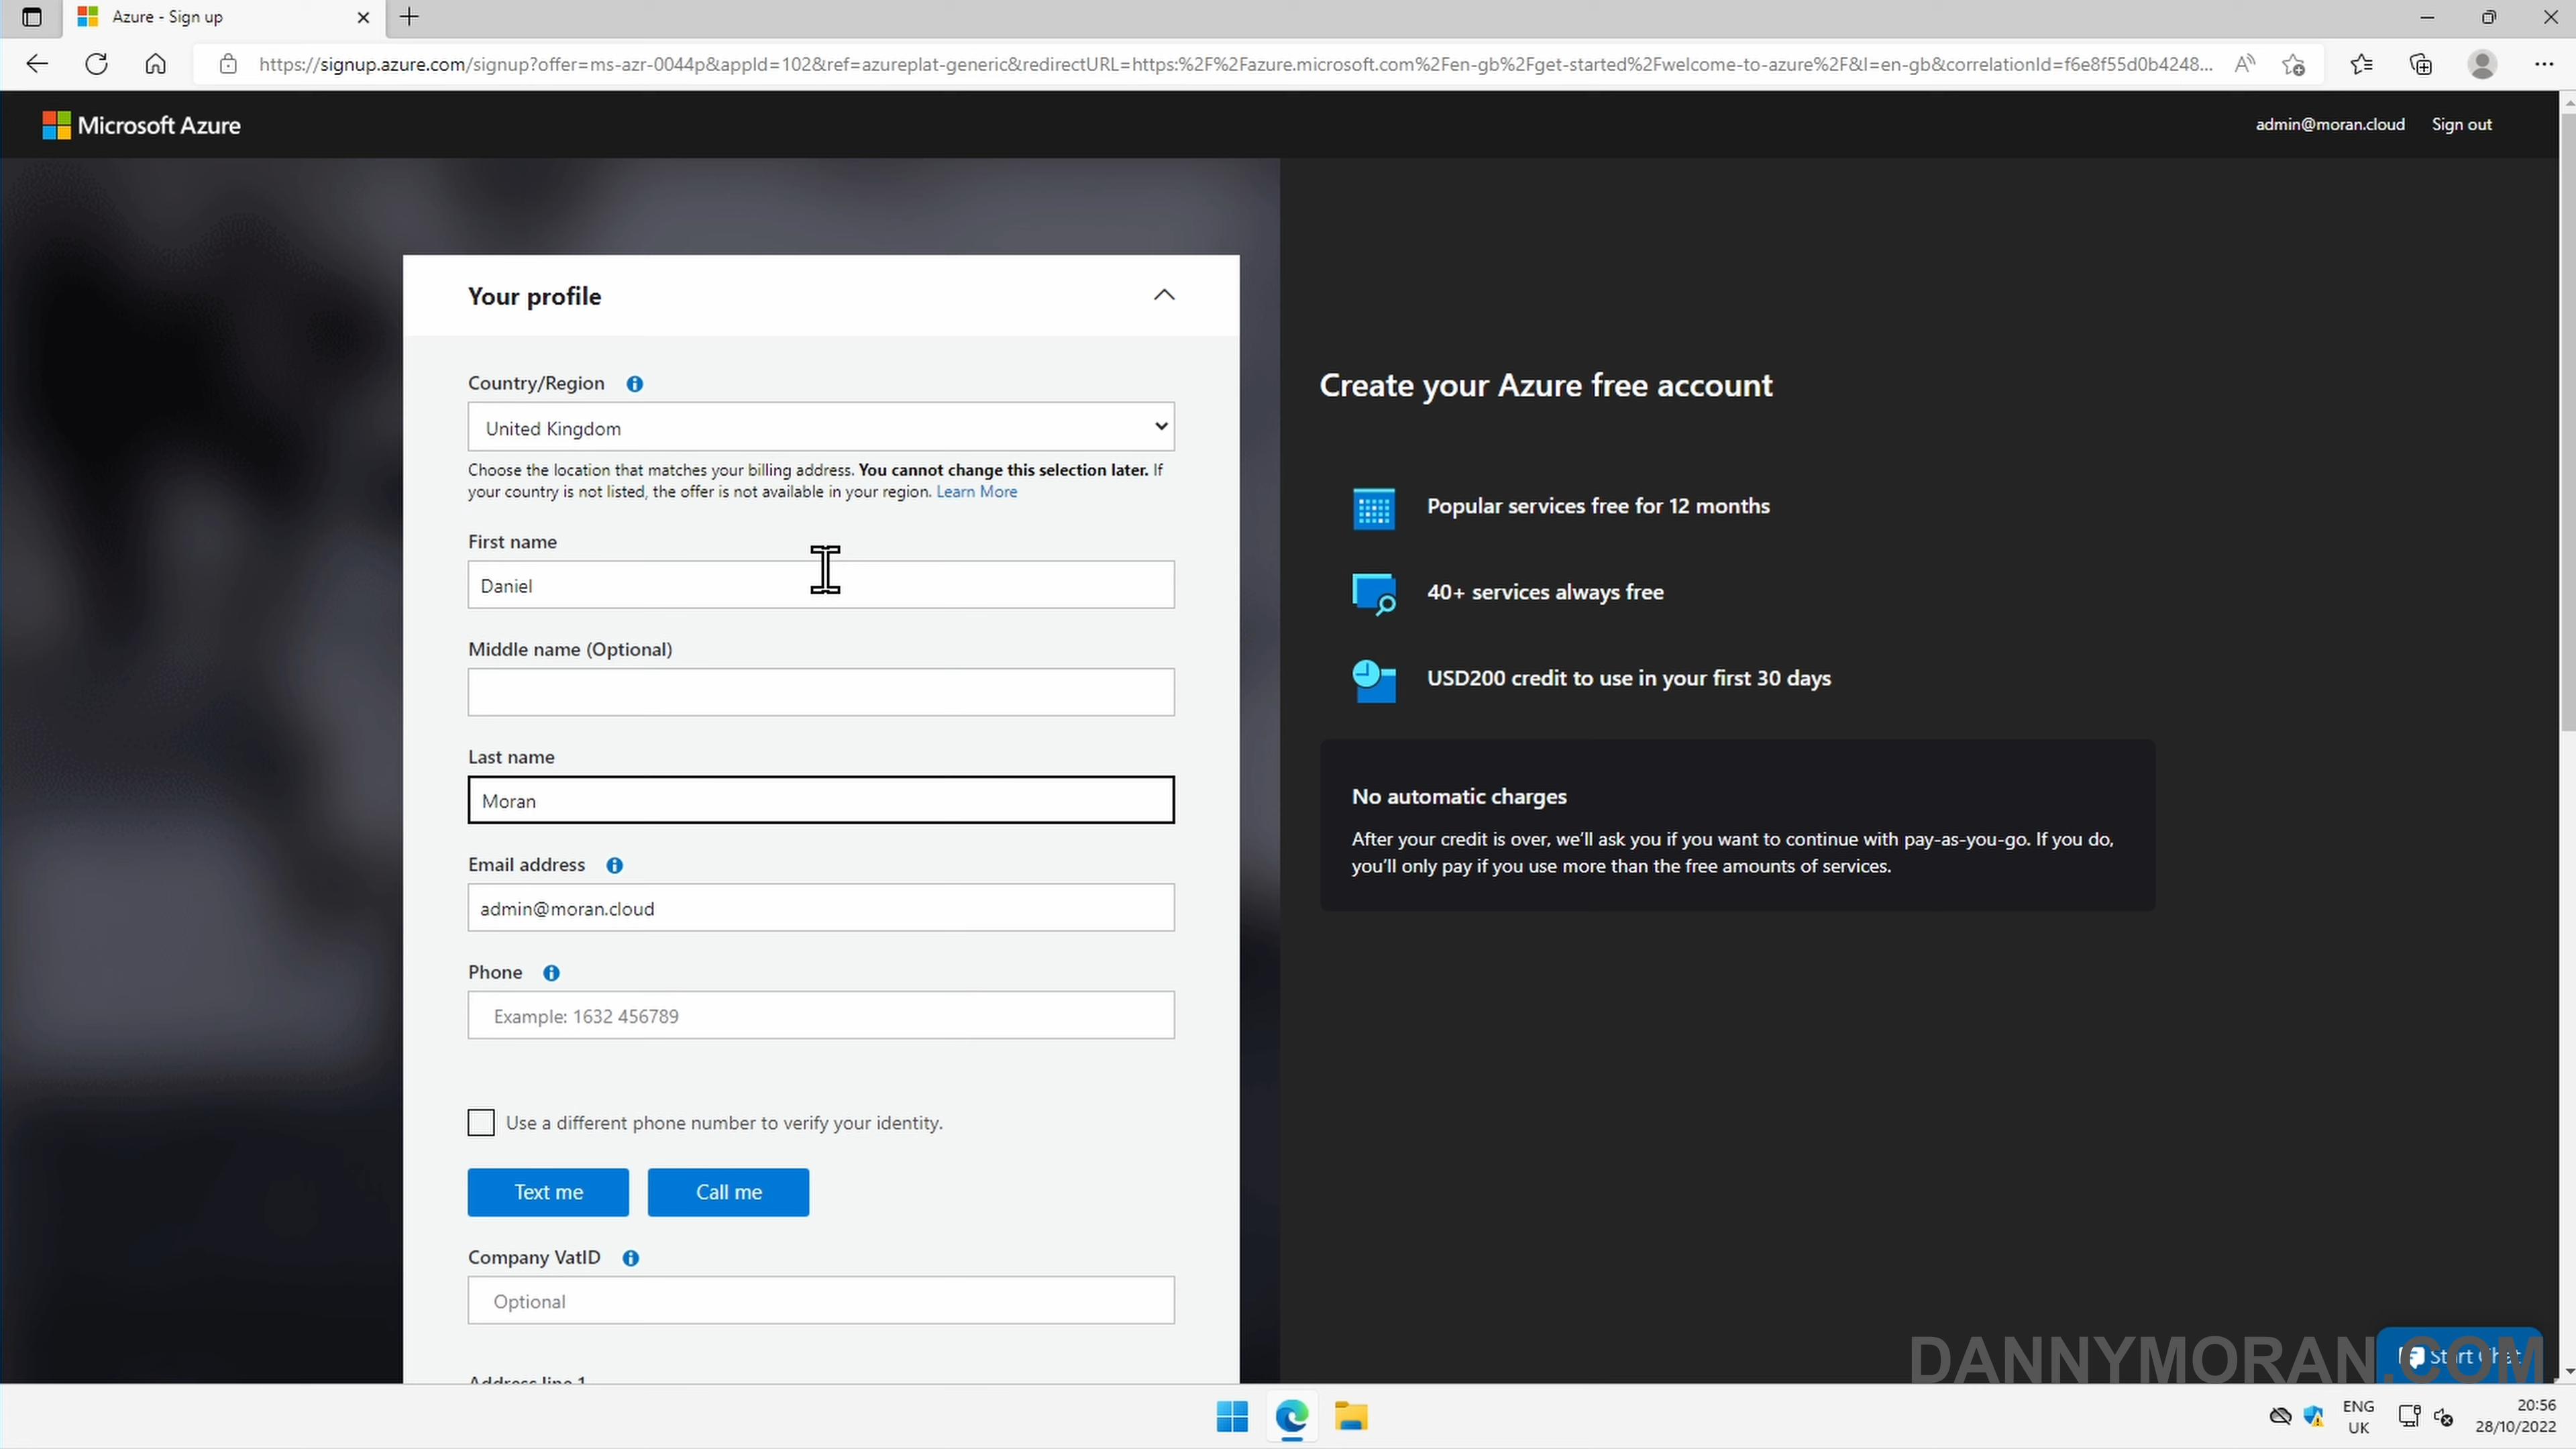 Azure - Sign up
https://signup.azure.com/signup?offer=ms-azr-0044p&appId=102&ref=azureplat-generic&redirectURL=https:%2F%2Fazure.microsoft.com%2Fen-gb%2Fget-started%2Fwelcome-to-azure%2F&l=en-gb&correlationId=f6e8f55d0b4248...
Microsoft Azure
admin@moran.cloud Sign out
Your profile
Country/Region
United Kingdom
Choose the location that matches your billing address. You cannot change this selection later. If
your country is not listed, the offer is not available in your region. Learn More
First name
Daniel
Middle name (Optional)
Last name
Moran
Email address
admin@moran.cloud
Phone
Example: 1632 456789
Use a different phone number to verify your identity.
Text me Call me
Company VatID
Optional
Address line 1
Create your Azure free account
Popular services free for 12 months
40+ services always free
USD200 credit to use in your first 30 days
No automatic charges
After your credit is over, we'll ask you if you want to continue with pay-as-you-go. If you do,
you'll only pay if you use more than the free amounts of services.
Start Chat
DANNYMORAN.COM
ENG
UK
20:56
28/10/2022